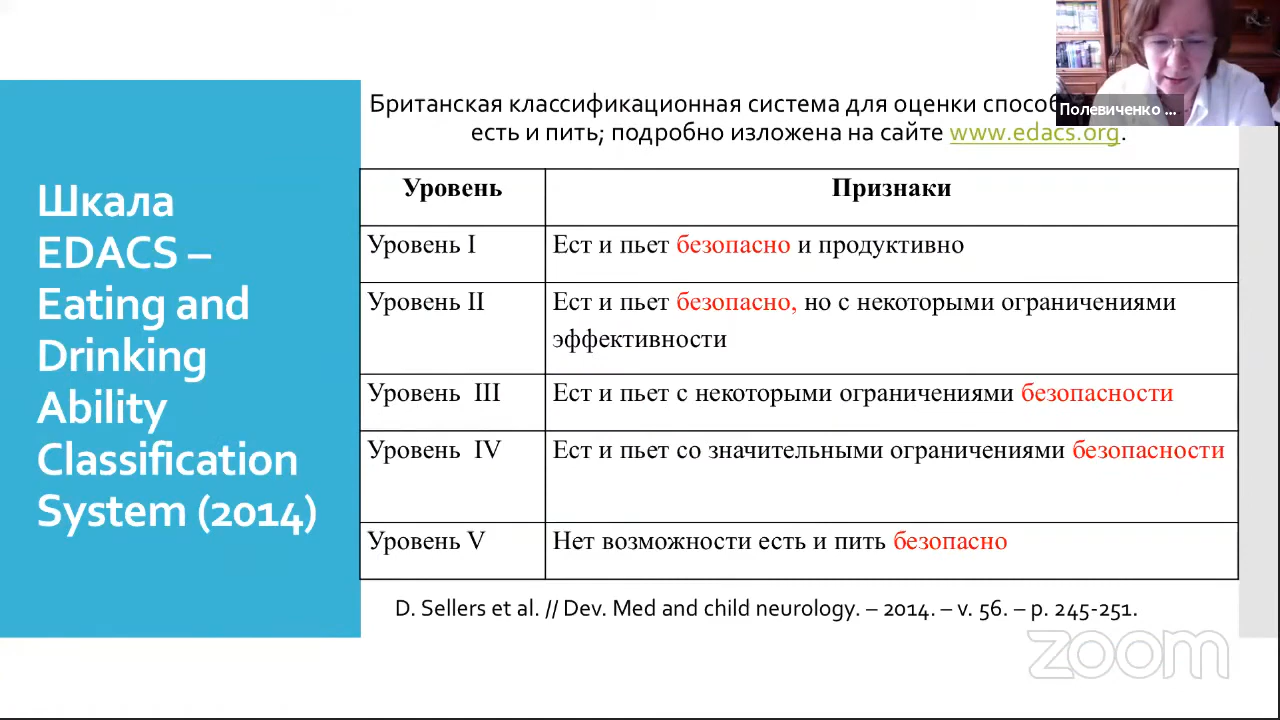 Британская классификационная система для оценки
есть и пить; подробно изложена на сайте www.edacs.org.
Полевиченко ...
Шкала
EDACS –
Eating and
Drinking
Ability
Classification
System (2014)
Уровень Признаки
Уровень I Ест и пьет безопасно и продуктивно
Уровень II Ест и пьет безопасно, но с некоторыми ограничениями
эффективности
Уровень III Ест и пьет с некоторыми ограничениями безопасности
Уровень IV Ест и пьет со значительными ограничениями безопасности
Уровень V Нет возможности есть и пить безопасно
D. Sellers et al. // Dev. Med and child neurology. – 2014. – v. 56. – p. 245-251.
zoom